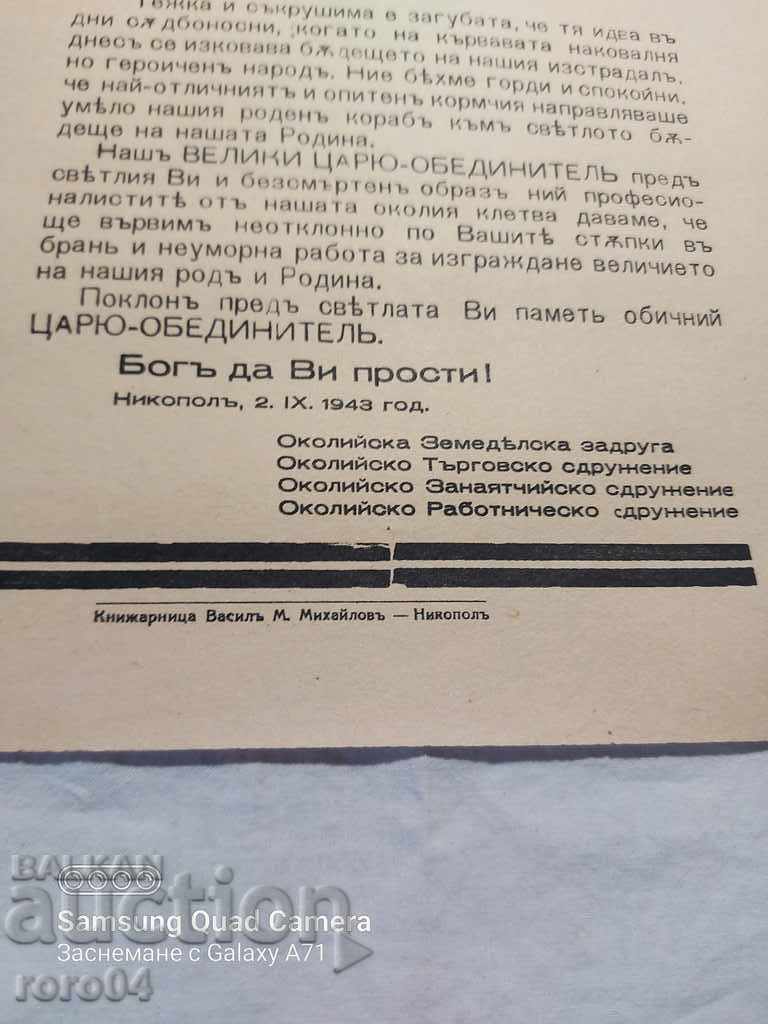 Тежка и съкрушима е загубата, че тя идва въ
дни сѫдбоносни, когато на кървавата наковалня
днесъ се изковава бѫдещето на нашия изстрадалъ,
но героиченъ народъ. Ние бѣхме горди и спокойни,
че най-отличниятъ и опитенъ кормчия направляваше
умѣло нашия роденъ корабъ къмъ свѣтлото бѫ-
деще на нашата Родина.
Нашъ ВЕЛИКИ ЦАРЮ-ОБЕДИНИТЕЛЬ предъ
свѣтлия Ви и безсмъртенъ образъ ний професио-
налиститѣ отъ нашата околия клетва даваме, че
ще вървимъ неотклонно по Вашитѣ стѫпки въ
брань и неуморна работа за изграждане величието
на нашия родъ и Родина.
Поклонъ предъ свѣтлата Ви паметь обичний
ЦАРЮ-ОБЕДИНИТЕЛЬ.
Богъ да Ви прости!
Никополъ, 2. IX. 1943 год.
Околийска Земедѣлска задруга
Околийско Търговско сдружение
Околийско Занаятчийско сдружение
Околийско Работническо сдружение
Книжарница Василъ М. Михайловъ — Никополъ
BALKAN
auction
Samsung Quad Camera
Заснемане с Galaxy A71
roro04